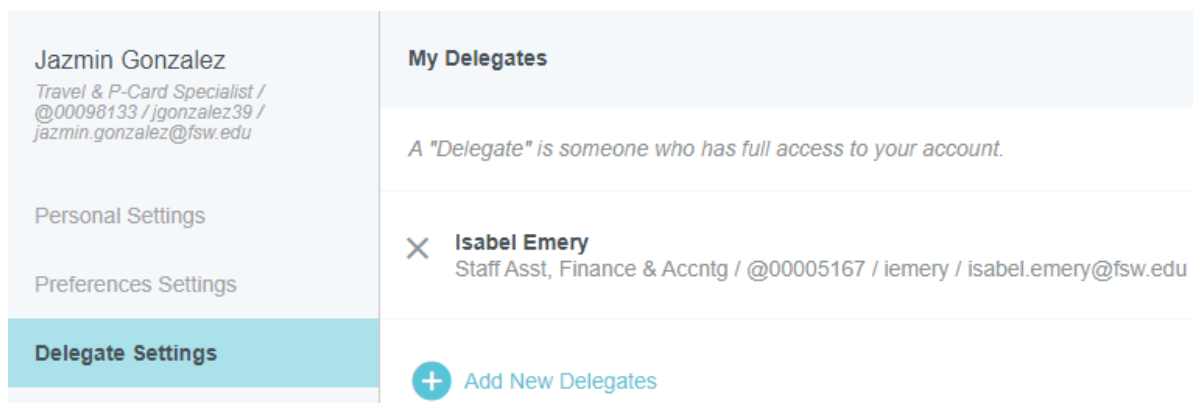 Jazmin Gonzalez
Travel & P-Card Specialist /
@00098133 / jgonzalez39 /
jazmin.gonzalez@fsw.edu
Personal Settings
Preferences Settings
Delegate Settings
My Delegates
A "Delegate" is someone who has full access to your account.
Isabel Emery
Staff Asst, Finance & Accntg / @00005167 / iemery / isabel.emery@fsw.edu
Add New Delegates